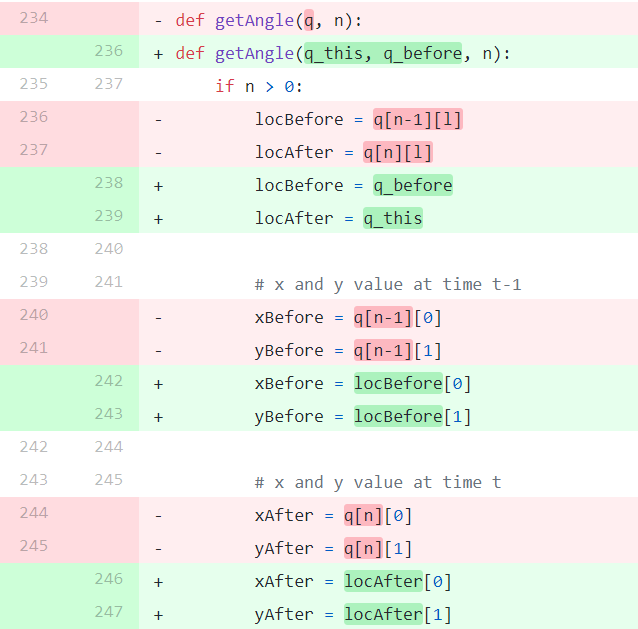 234 - def getAngle(q, n):
236 + def getAngle(q_this, q_before, n):
235 237 if n > 0:
236 - locBefore = q[n-1][l]
237 - locAfter = q[n][l]
238 + locBefore = q_before
239 + locAfter = q_this
238 240
239 241 # x and y value at time t-1
240 - xBefore = q[n-1][0]
241 - yBefore = q[n-1][1]
242 + xBefore = locBefore[0]
243 + yBefore = locBefore[1]
242 244
243 245 # x and y value at time t
244 - xAfter = q[n][0]
245 - yAfter = q[n][1]
246 + xAfter = locAfter[0]
247 + yAfter = locAfter[1]